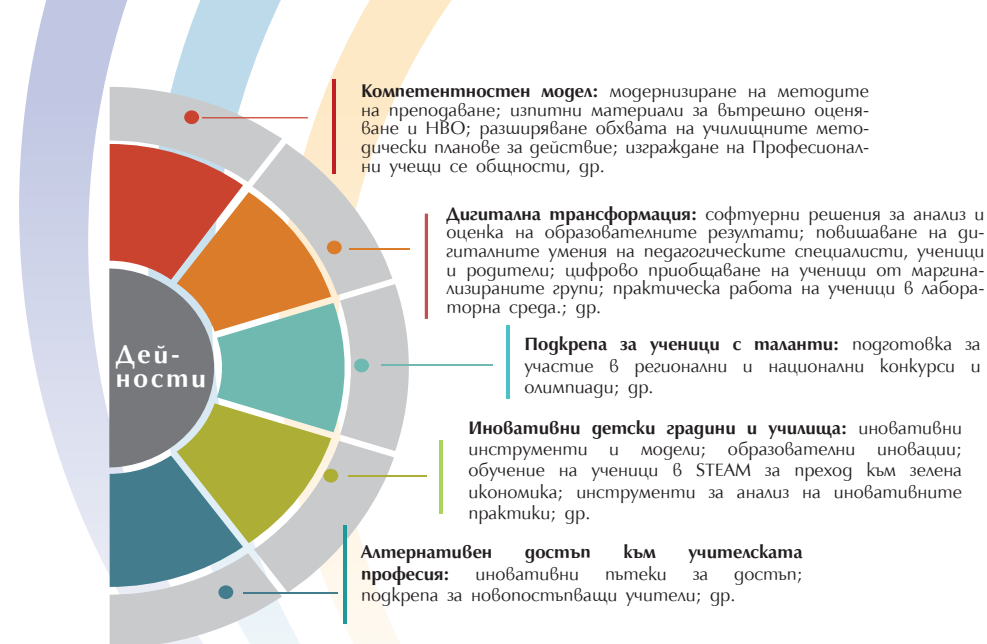 Компетентностен модел: модернизиране на методите
на преподаване; изпитни материали за вътрешно оценя-
ване и НВО; разширяване обхвата на училищните мето-
дически планове за действие; изграждане на Професионал-
ни учещи се общности, др.
Дигитална трансформация: софтуерни решения за анализ и
оценка на образователните резултати; повишаване на ди-
гиталните умения на педагогическите специалисти, ученици
и родители; цифрово приобщаване на ученици от маргина-
лизираните групи; практическа работа на ученици в лабора-
торна среда.; др.
Дей-
ности
Подкрепа за ученици с таланти: подготовка за
участие в регионални и национални конкурси и
олимпиади; др.
Иновативни детски градини и училища: иновативни
инструменти и модели; образователни иновации;
обучение на ученици в STEAM за преход към зелена
икономика; инструменти за анализ на иновативните
практики; др.
Алтернативен достъп към учителската
професия: иновативни пътеки за достъп;
подкрепа за новопостъпващи учители; др.